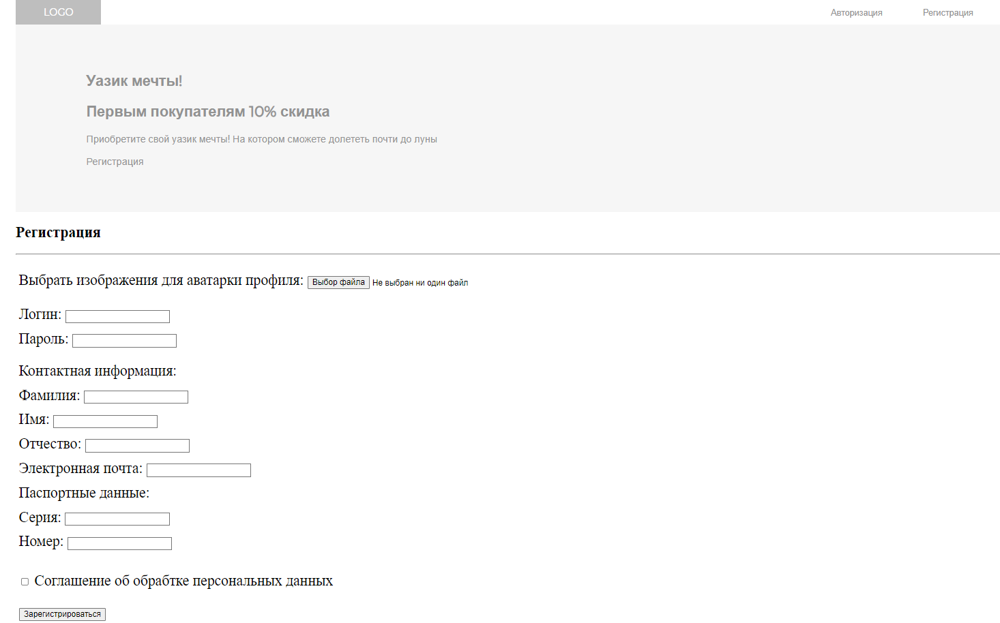 LOGO Авторизация Регистрация
Уазик мечты!
Первым покупателям 10% скидка
Приобретите свой уазик мечты! На котором сможете долететь почти до луны
Регистрация
Регистрация
Выбрать изображения для аватарки профиля: Выбор файла Не выбран ни один файл
Логин:
Пароль:
Контактная информация:
Фамилия:
Имя:
Отчество:
Электронная почта:
Паспортные данные:
Серия:
Номер:
Соглашение об обрабтке персональных данных
Зарегистрироваться